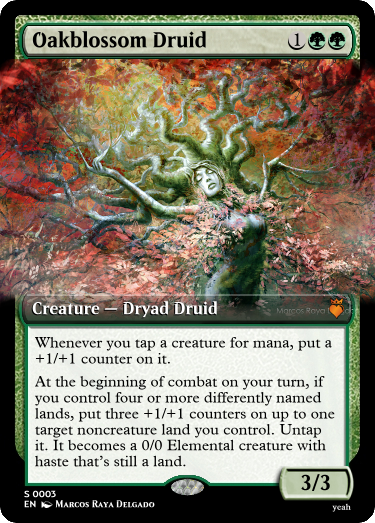 Oakblossom Druid 1
Creature — Dryad Druid
Marcos Raya
Whenever you tap a creature for mana, put a
+1/+1 counter on it.
At the beginning of combat on your turn, if
you control four or more differently named
lands, put three +1/+1 counters on up to one
target noncreature land you control. Untap
it. It becomes a 0/0 Elemental creature with
haste that's still a land.
3/3
S 0003
EN Marcos Raya Delgado
yeah